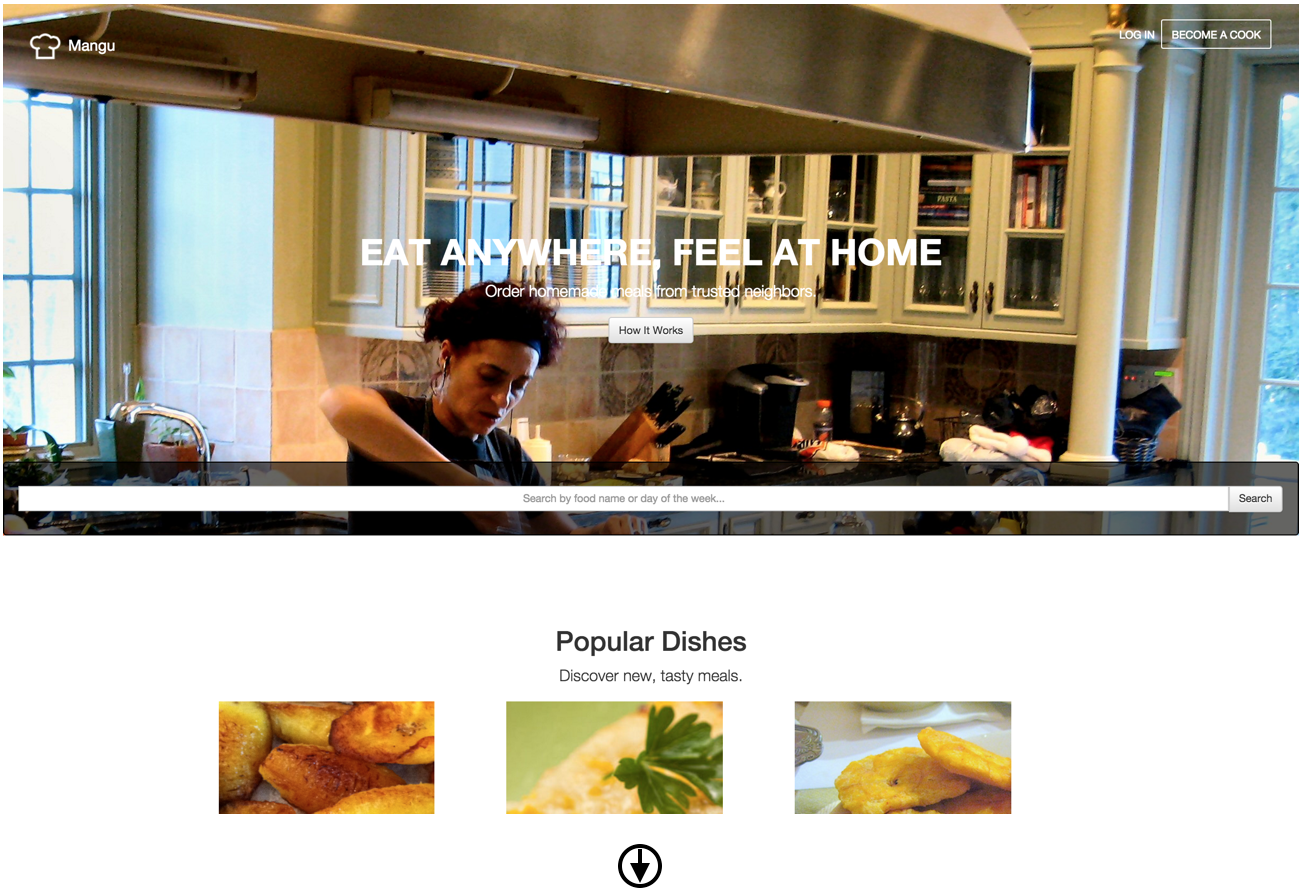 Mangu
LOG IN
BECOME A COOK
PASTA
EAT ANYWHERE, FEEL AT HOME
Order homemade meals from trusted neighbors.
How It Works
Search by food name or day of the week...
Search
Popular Dishes
Discover new, tasty meals.